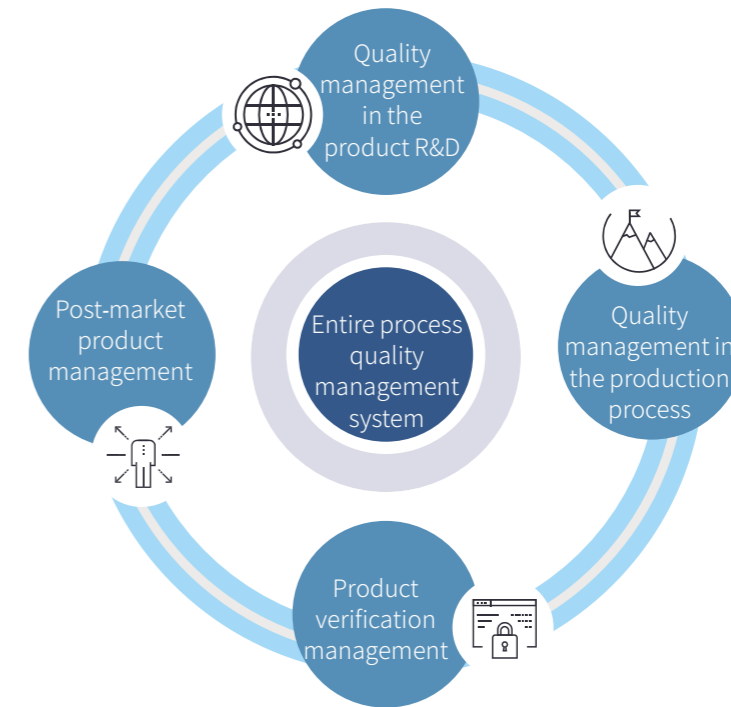 Quality
management
in the
product R&D
Post-market
product
management
Entire process
quality
management
system
Quality
management in
the production
process
Product
verification
management